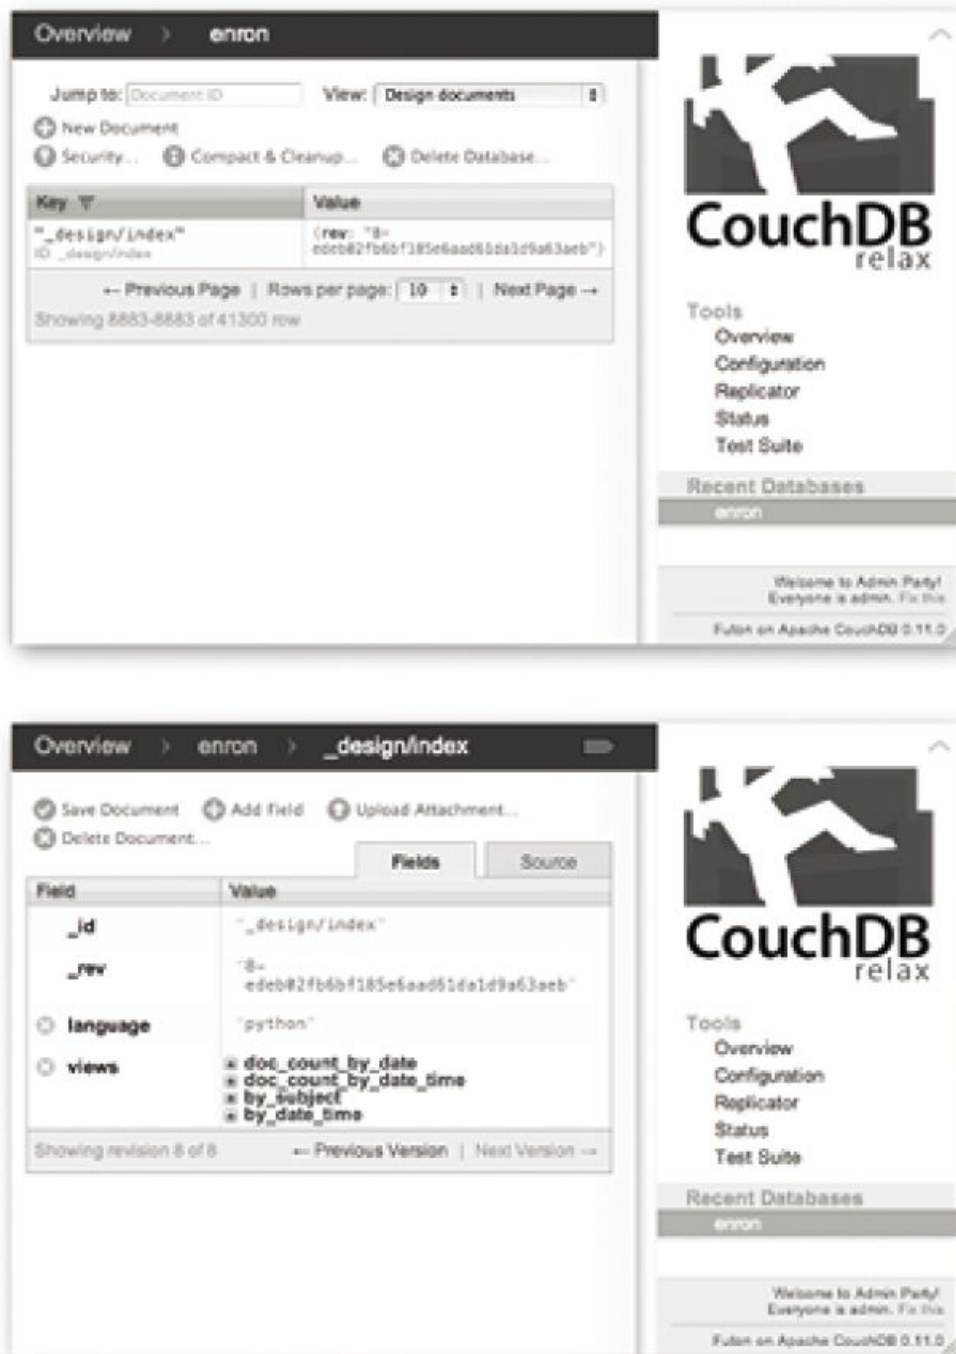 Overview > enron
Jump to: Document ID View: Design documents
New Document
Security... Compact & Cleanup... Delete Database...
Key Value
"_design/index" {rev: "8-
ID: _design/index edeb02fb6bf185e6aad61da1d9a63aeb"}
← Previous Page | Rows per page: 10 | Next Page →
Showing 8883-8883 of 41300 row
CouchDB
relax
Tools
Overview
Configuration
Replicator
Status
Test Suite
Recent Databases
enron
Welcome to Admin Party!
Everyone is admin. Fix this
Futon on Apache CouchDB 0.11.0
Overview > enron > _design/index
Save Document Add Field Upload Attachment...
Delete Document...
Fields Source
Field Value
_id "_design/index"
_rev "8-
edeb02fb6bf185e6aad61da1d9a63aeb"
language "python"
views doc_count_by_date
doc_count_by_date_time
by_subject
by_date_time
Showing revision 8 of 8 ← Previous Version | Next Version →
CouchDB
relax
Tools
Overview
Configuration
Replicator
Status
Test Suite
Recent Databases
enron
Welcome to Admin Party!
Everyone is admin. Fix this
Futon on Apache CouchDB 0.11.0